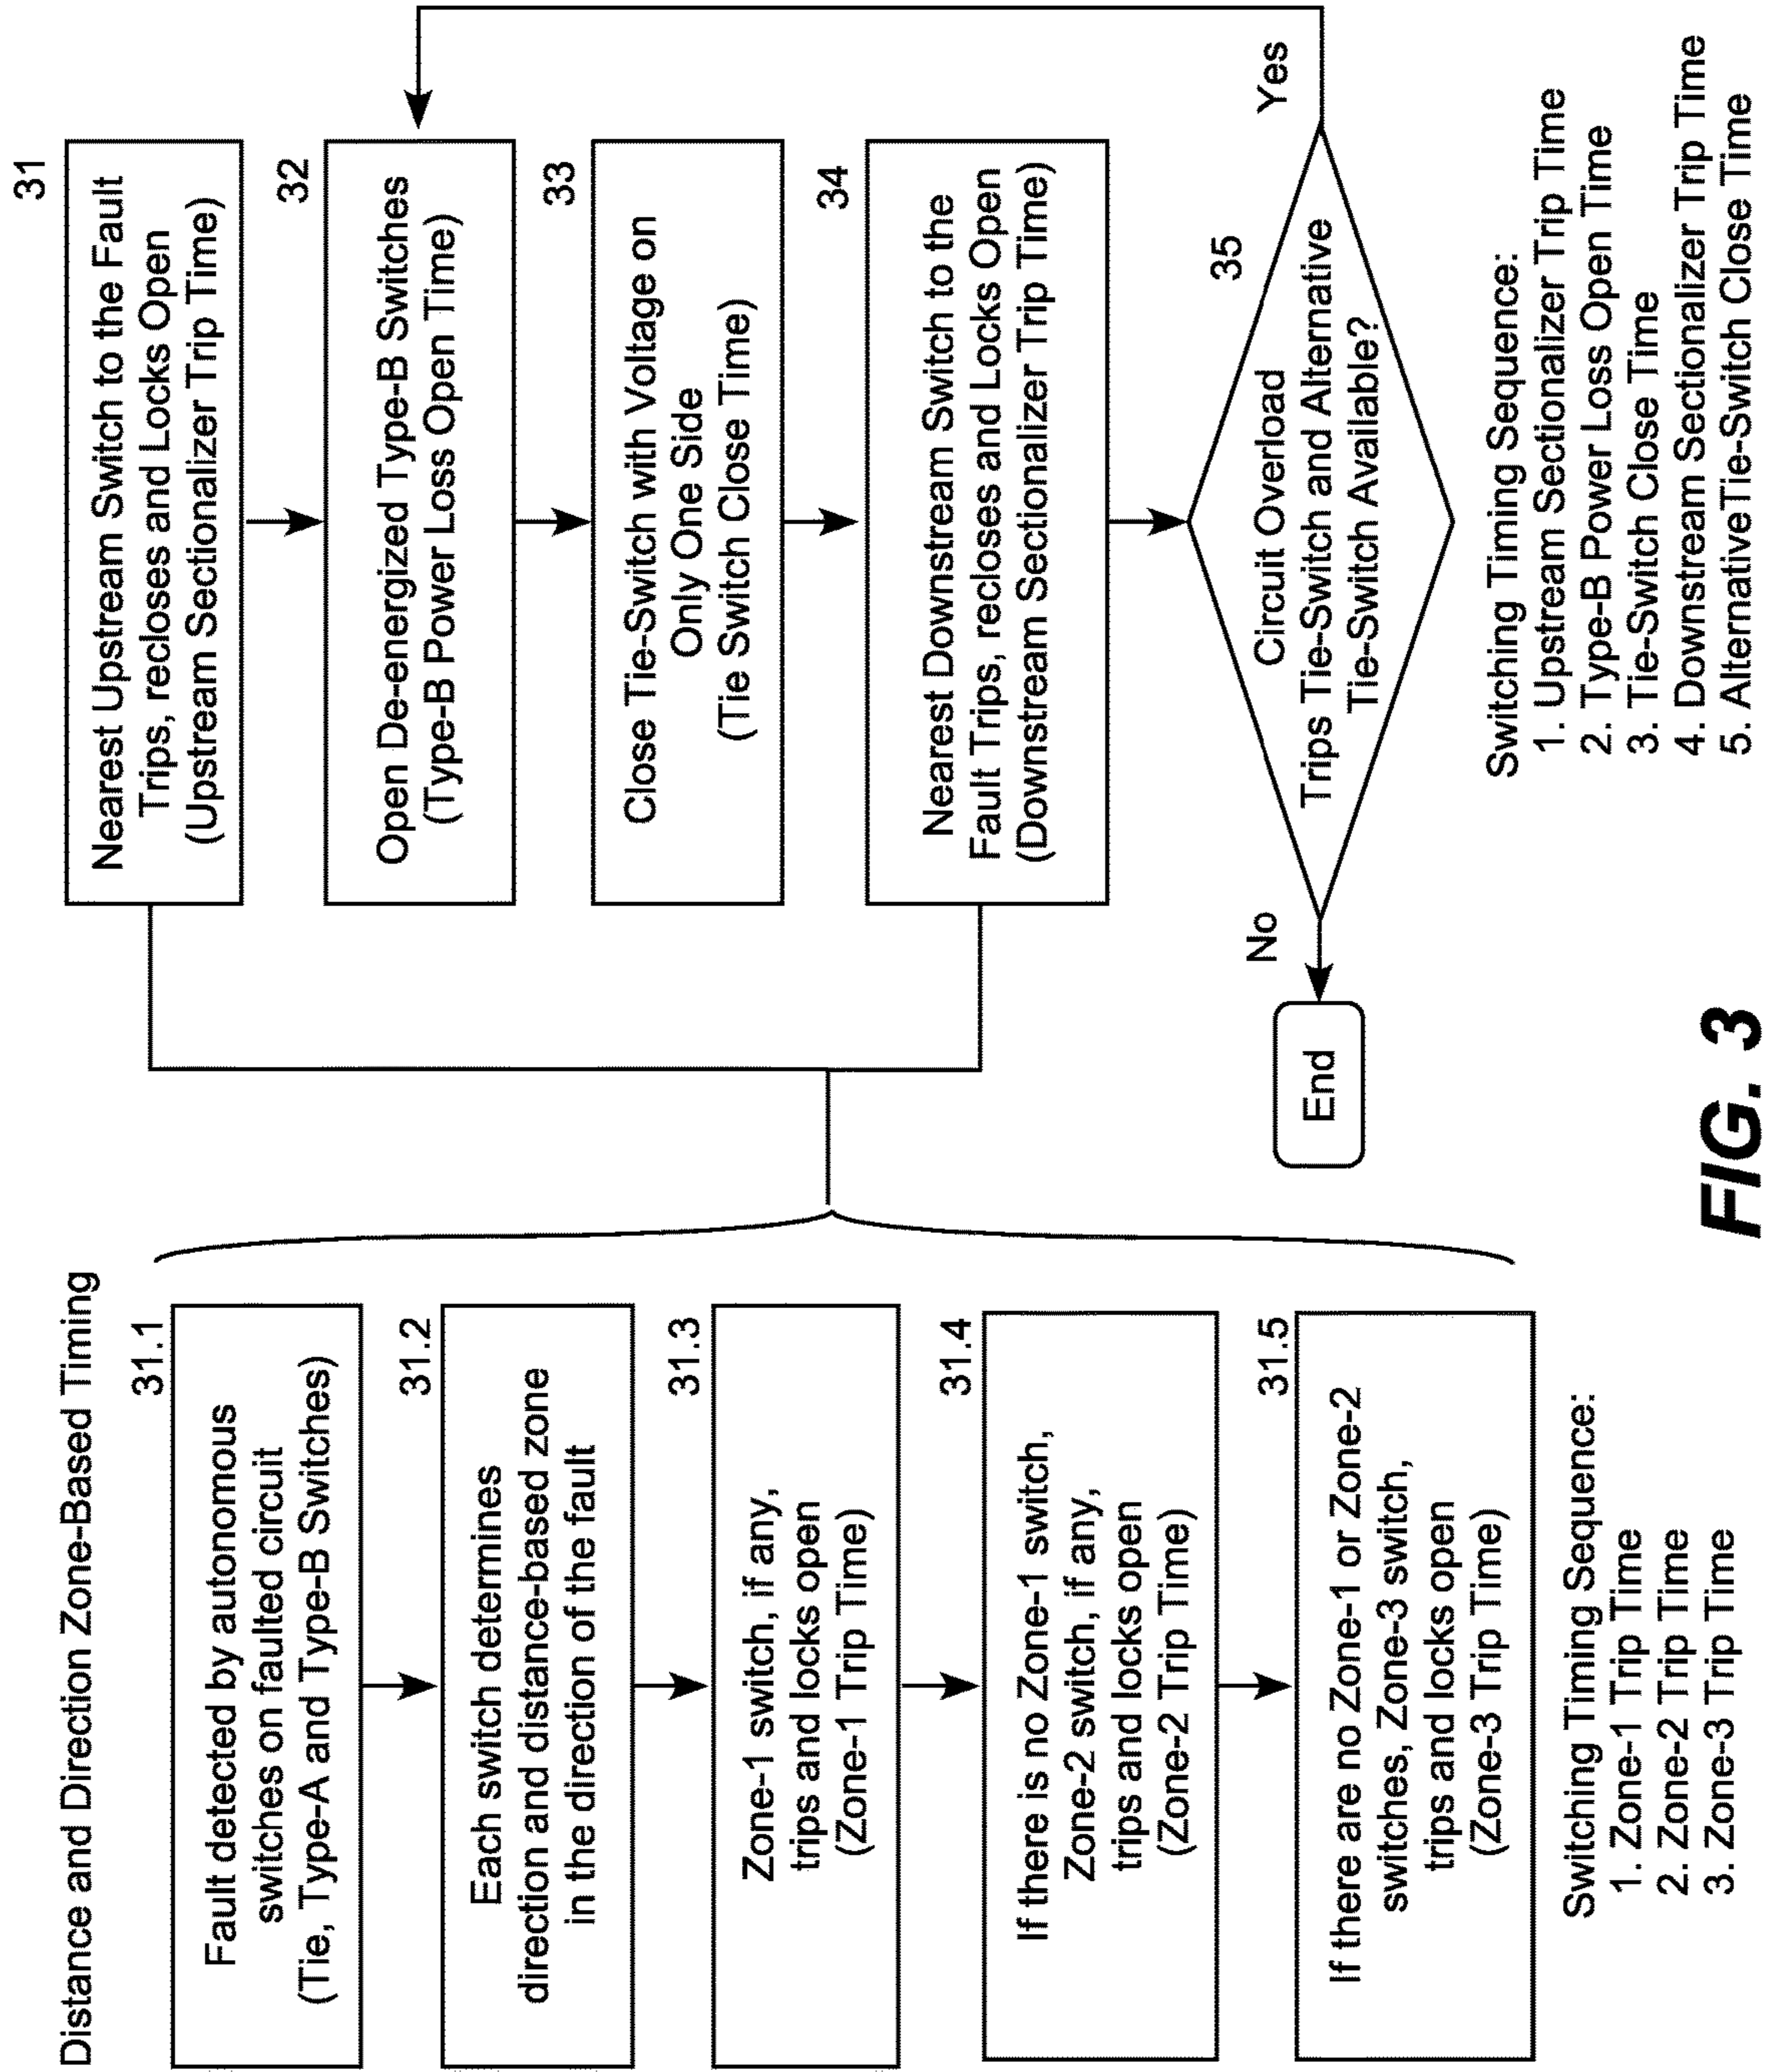 Distance and Direction Zone-Based Timing
31.1
Fault detected by autonomous
switches on faulted circuit
(Tie, Type-A and Type-B Switches)
31.2
Each switch determines
direction and distance-based zone
in the direction of the fault
31.3
Zone-1 switch, if any,
trips and locks open
(Zone-1 Trip Time)
31.4
If there is no Zone-1 switch,
Zone-2 switch, if any,
trips and locks open
(Zone-2 Trip Time)
31.5
If there are no Zone-1 or Zone-2
switches, Zone-3 switch,
trips and locks open
(Zone-3 Trip Time)
Switching Timing Sequence:
1. Zone-1 Trip Time
2. Zone-2 Trip Time
3. Zone-3 Trip Time
31
Nearest Upstream Switch to the Fault
Trips, recloses and Locks Open
(Upstream Sectionalizer Trip Time)
32
Open De-energized Type-B Switches
(Type-B Power Loss Open Time)
33
Close Tie-Switch with Voltage on
Only One Side
(Tie Switch Close Time)
34
Nearest Downstream Switch to the
Fault Trips, recloses and Locks Open
(Downstream Sectionalizer Trip Time)
35
Circuit Overload
Trips Tie-Switch and Alternative
Tie-Switch Available?
No
Yes
End
Switching Timing Sequence:
1. Upstream Sectionalizer Trip Time
2. Type-B Power Loss Open Time
3. Tie-Switch Close Time
4. Downstream Sectionalizer Trip Time
5. AlternativeTie-Switch Close Time
FIG. 3